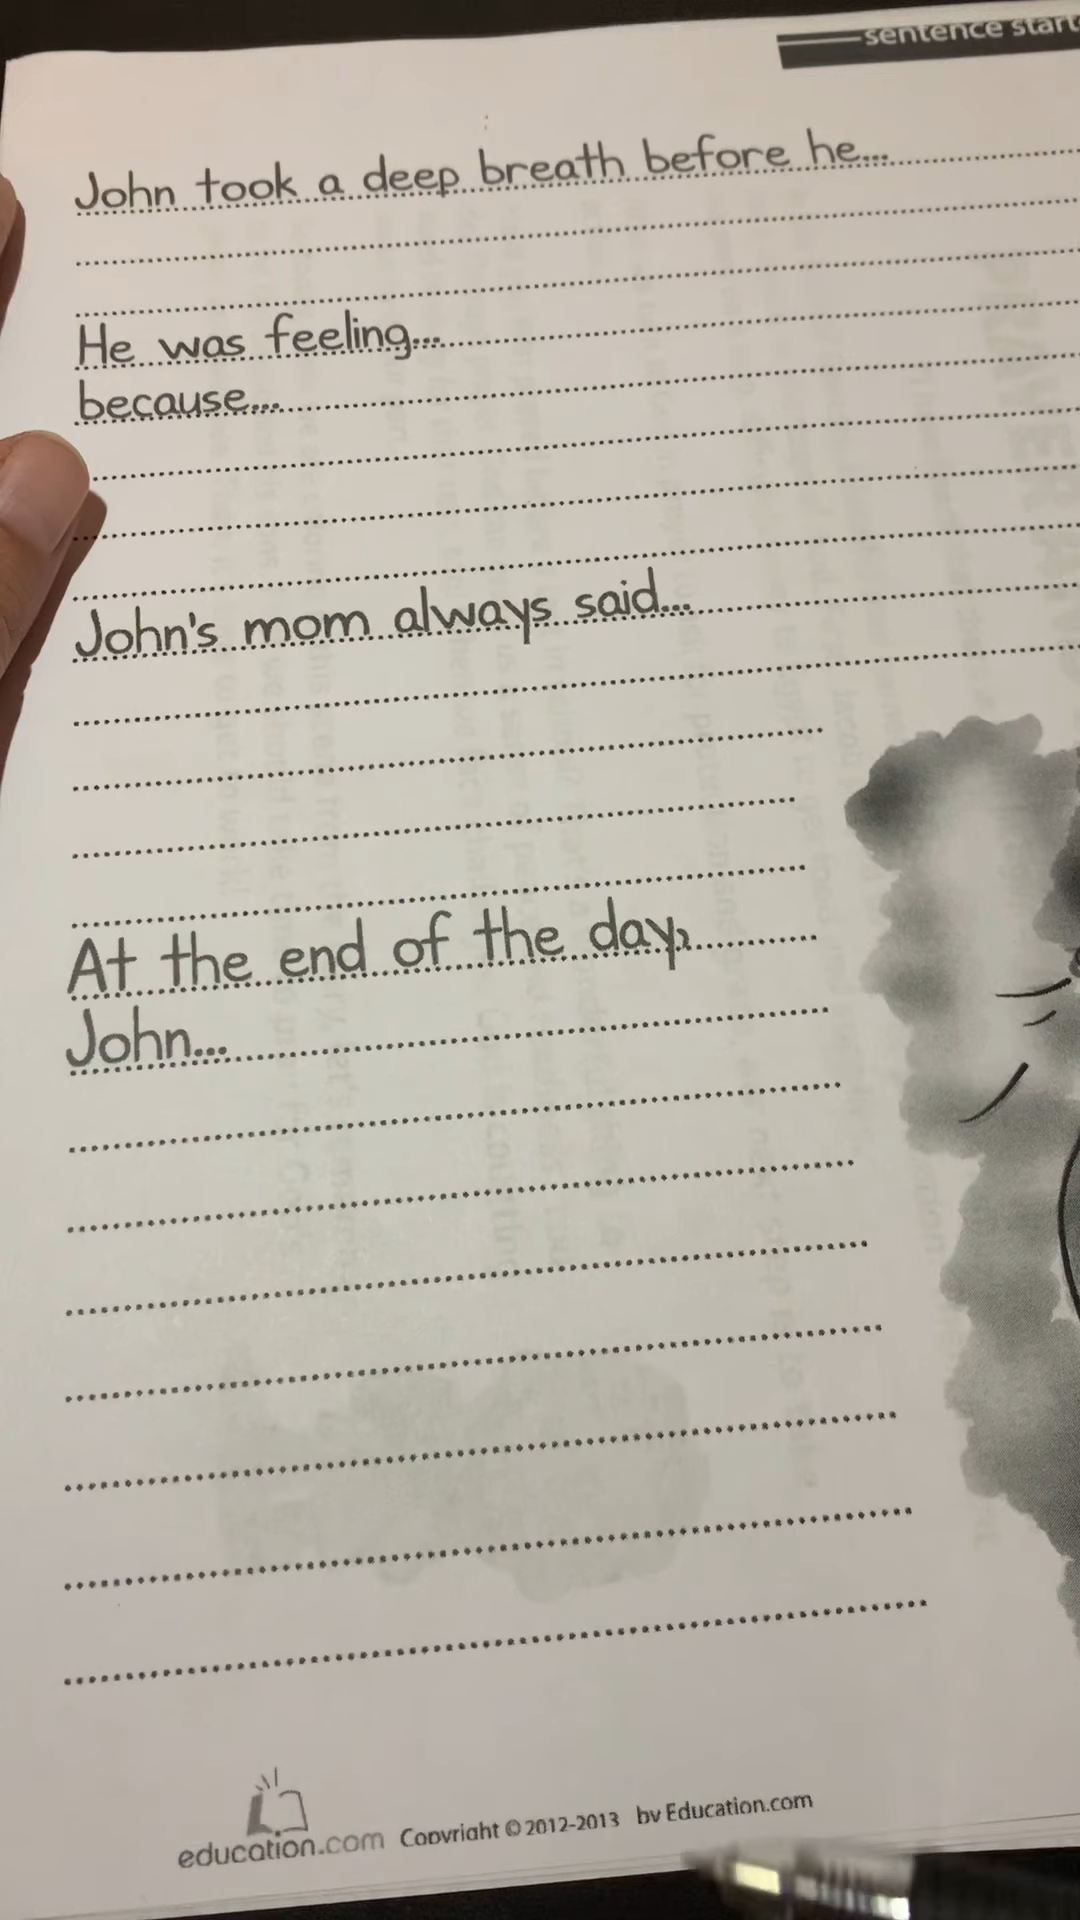 sentence start
John took a deep breath before he...
He was feeling...
because...
John's mom always said...
At the end of the day,
John...
education.com Copyright © 2012-2013 by Education.com